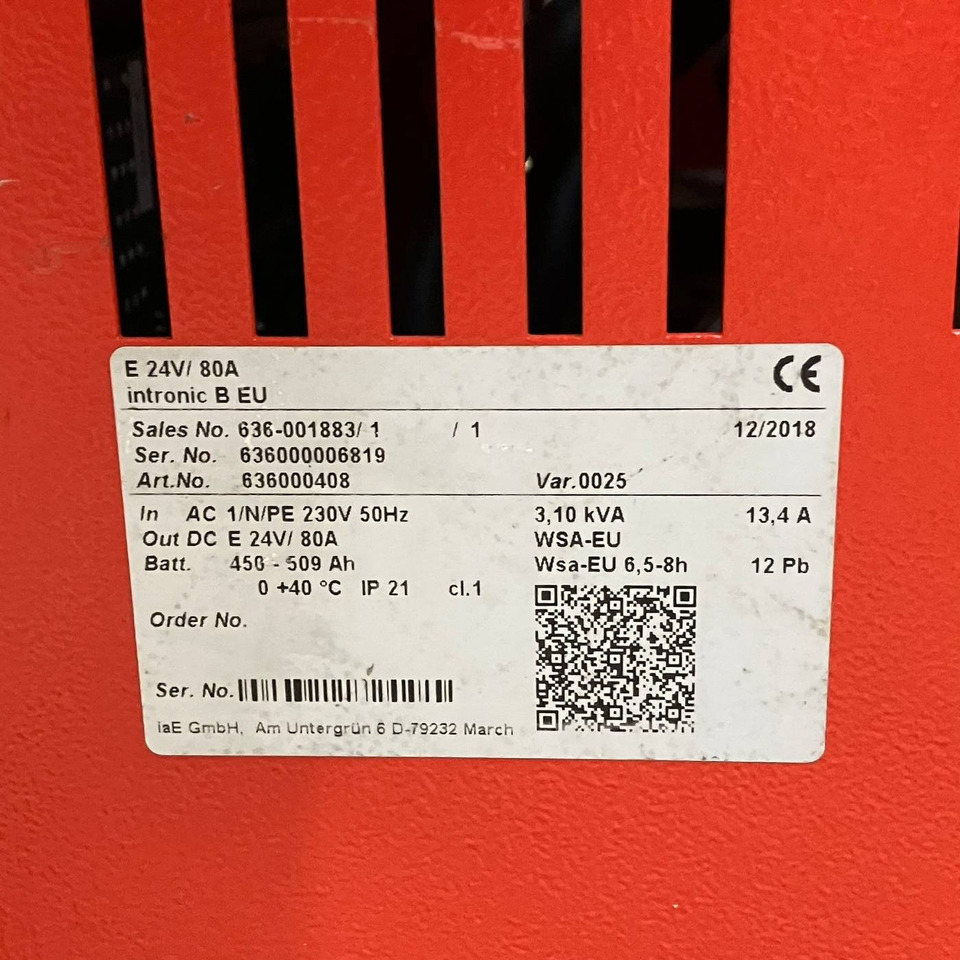 E 24V/ 80A
intronic B EU
CE
Sales No. 636-001883/ 1 / 1 12/2018
Ser. No. 636000006819
Art.No. 636000408 Var.0025
In AC 1/N/PE 230V 50Hz 3,10 kVA 13,4 A
Out DC E 24V/ 80A WSA-EU
Batt. 450 - 509 Ah Wsa-EU 6,5-8h 12 Pb
0 +40 °C IP 21 cl.1
Order No.
Ser. No.
iaE GmbH, Am Untergrün 6 D-79232 March